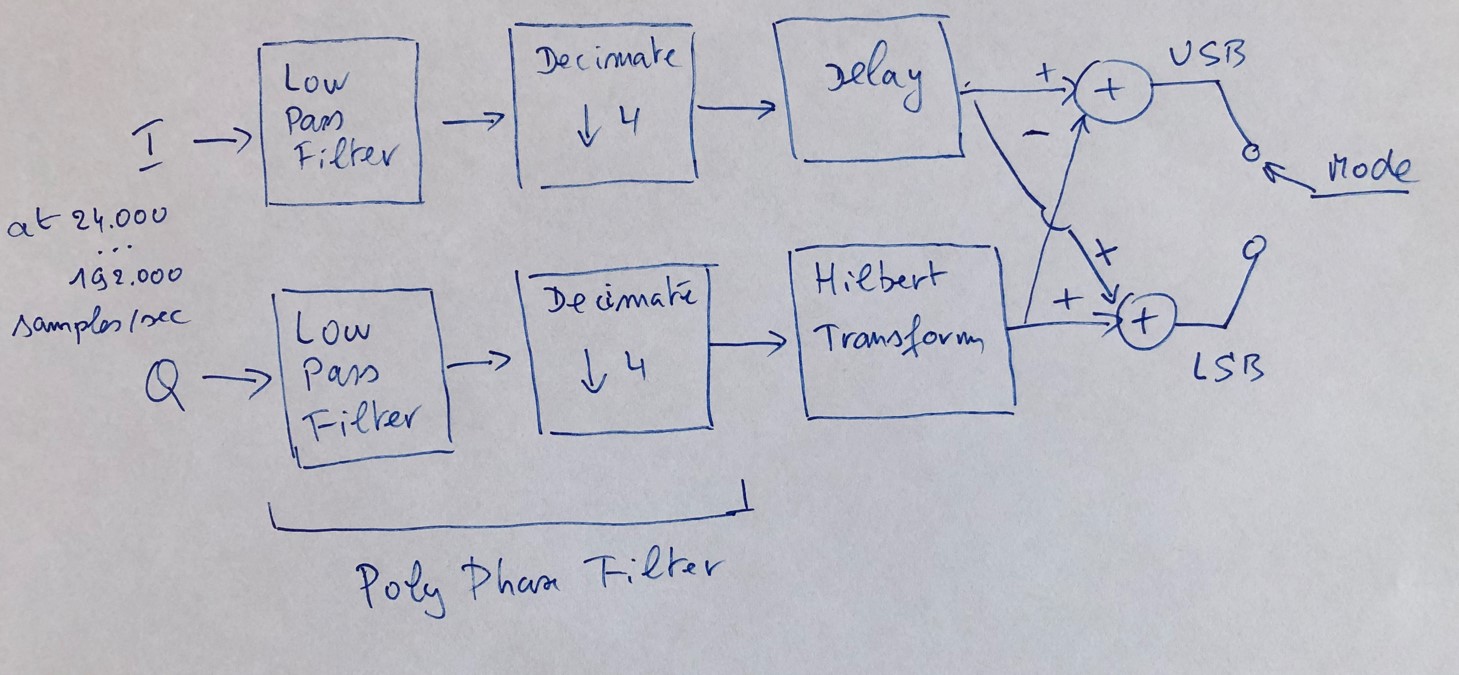 I
at 24.000
...
192.000
samples/sec
Q
Low
Pass
Filter
Decimate
↓ 4
Delay
+
-
+
USB
Mode
Low
Pass
Filter
Decimate
↓ 4
Hilbert
Transform
+
+
+
LSB
Poly Phase Filter